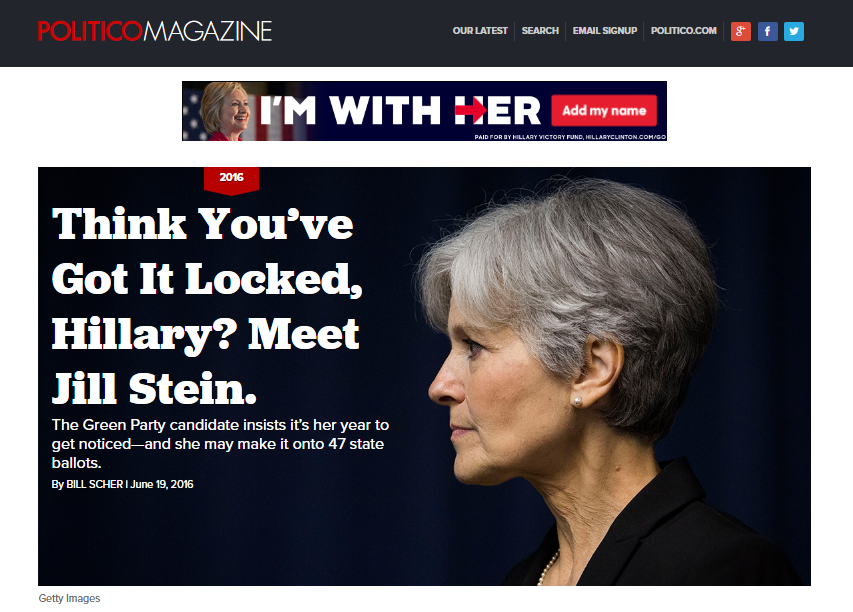 POLITICO MAGAZINE
OUR LATEST
SEARCH
EMAIL SIGNUP
POLITICO.COM
g+
f
I'M WITH HER
Add my name
PAID FOR BY HILLARY VICTORY FUND, HILLARYCLINTON.COM/GO
2016
Think You've
Got It Locked,
Hillary? Meet
Jill Stein.
The Green Party candidate insists it's her year to
get noticed—and she may make it onto 47 state
ballots.
By BILL SCHER | June 19, 2016
Getty Images